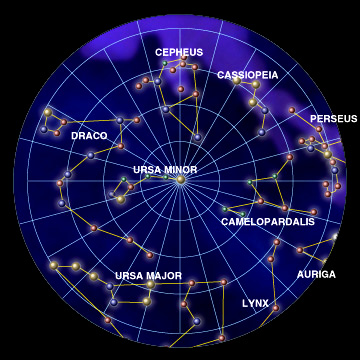 CEPHEUS
CASSIOPEIA
PERSEUS
DRACO
URSA MINOR
CAMELOPARDALIS
URSA MAJOR
AURIGA
LYNX